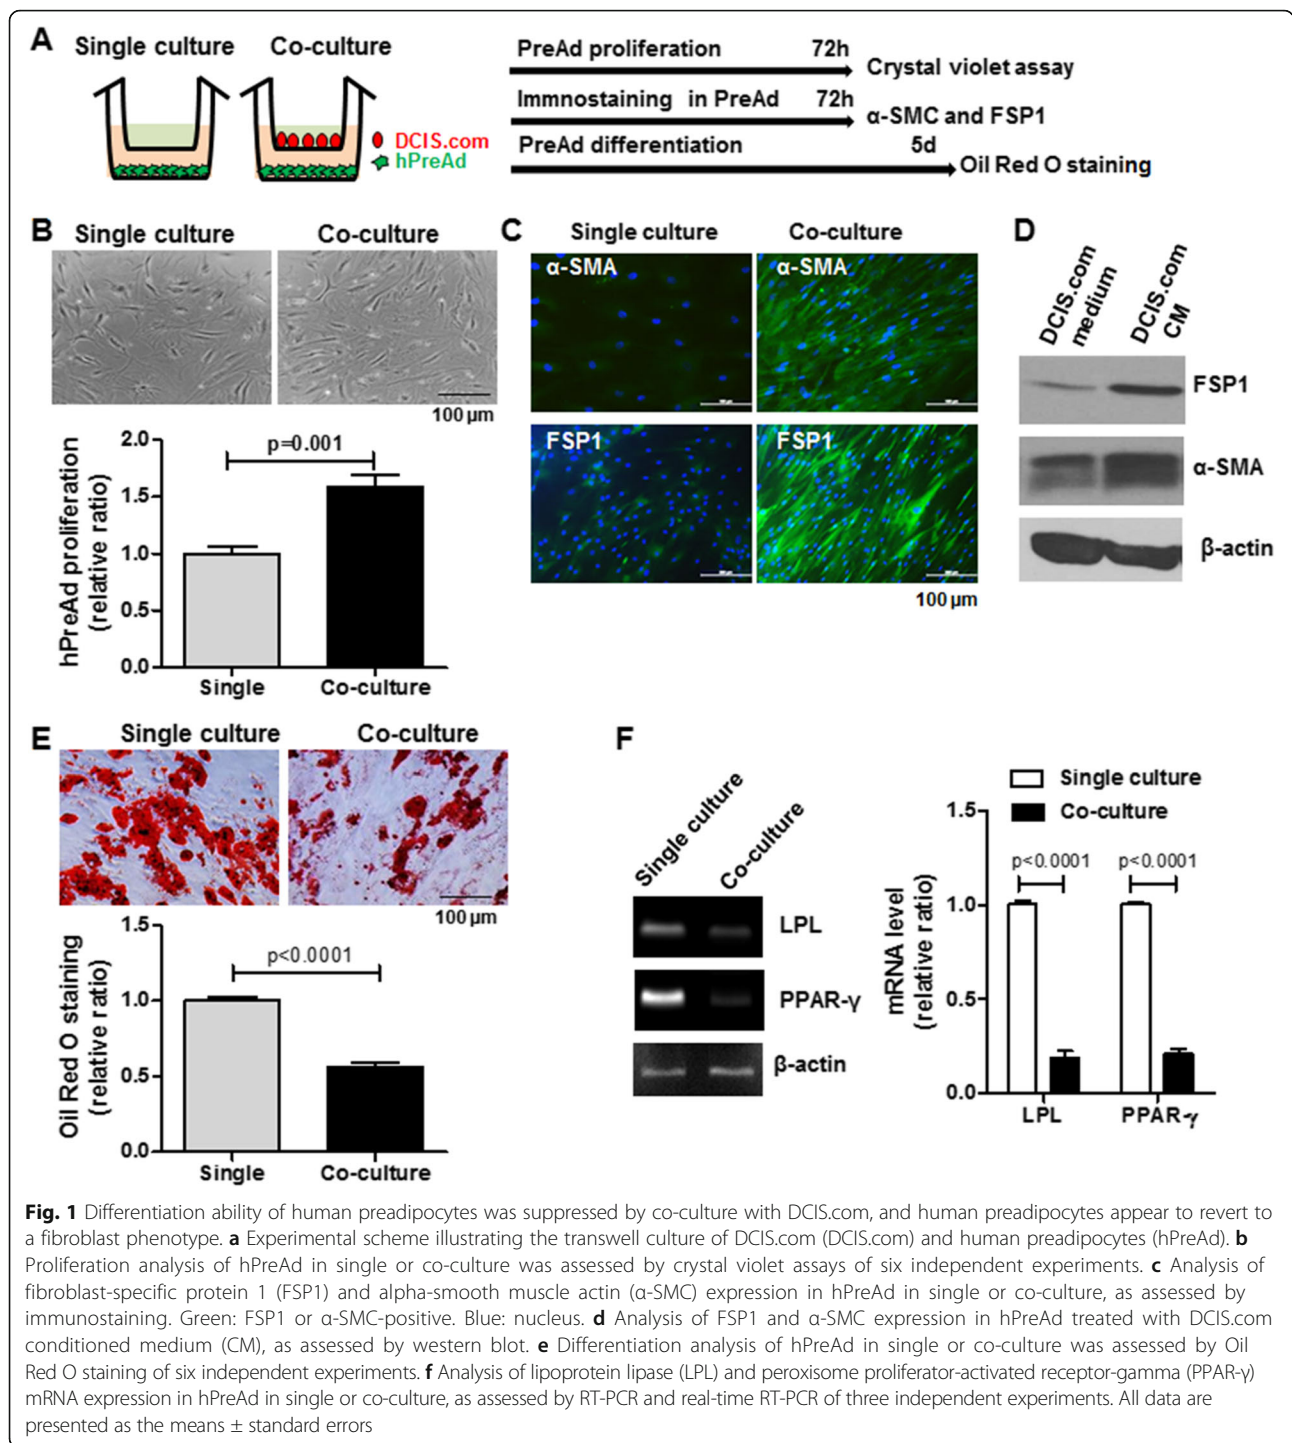 A
Single culture
Co-culture
DCIS.com
hPreAd
PreAd proliferation 72h
Crystal violet assay
Immnostaining in PreAd 72h
α-SMC and FSP1
PreAd differentiation 5d
Oil Red O staining
B
Single culture
Co-culture
100 µm
hPreAd proliferation
(relative ratio)
2.0
1.5
1.0
0.5
0.0
p=0.001
Single
Co-culture
C
Single culture
Co-culture
α-SMA
α-SMA
FSP1
FSP1
100 µm
D
DCIS.com
medium
DCIS.com
CM
FSP1
α-SMA
β-actin
E
Single culture
Co-culture
100 µm
Oil Red O staining
(relative ratio)
1.5
1.0
0.5
0.0
p<0.0001
Single
Co-culture
F
Single culture
Co-culture
LPL
PPAR-γ
β-actin
Single culture
Co-culture
mRNA level
(relative ratio)
1.5
1.0
0.5
0.0
p<0.0001
p<0.0001
LPL
PPAR-γ
Fig. 1 Differentiation ability of human preadipocytes was suppressed by co-culture with DCIS.com, and human preadipocytes appear to revert to
a fibroblast phenotype. a Experimental scheme illustrating the transwell culture of DCIS.com (DCIS.com) and human preadipocytes (hPreAd). b
Proliferation analysis of hPreAd in single or co-culture was assessed by crystal violet assays of six independent experiments. c Analysis of
fibroblast-specific protein 1 (FSP1) and alpha-smooth muscle actin (α-SMC) expression in hPreAd in single or co-culture, as assessed by
immunostaining. Green: FSP1 or α-SMC-positive. Blue: nucleus. d Analysis of FSP1 and α-SMC expression in hPreAd treated with DCIS.com
conditioned medium (CM), as assessed by western blot. e Differentiation analysis of hPreAd in single or co-culture was assessed by Oil
Red O staining of six independent experiments. f Analysis of lipoprotein lipase (LPL) and peroxisome proliferator-activated receptor-gamma (PPAR-γ)
mRNA expression in hPreAd in single or co-culture, as assessed by RT-PCR and real-time RT-PCR of three independent experiments. All data are
presented as the means ± standard errors